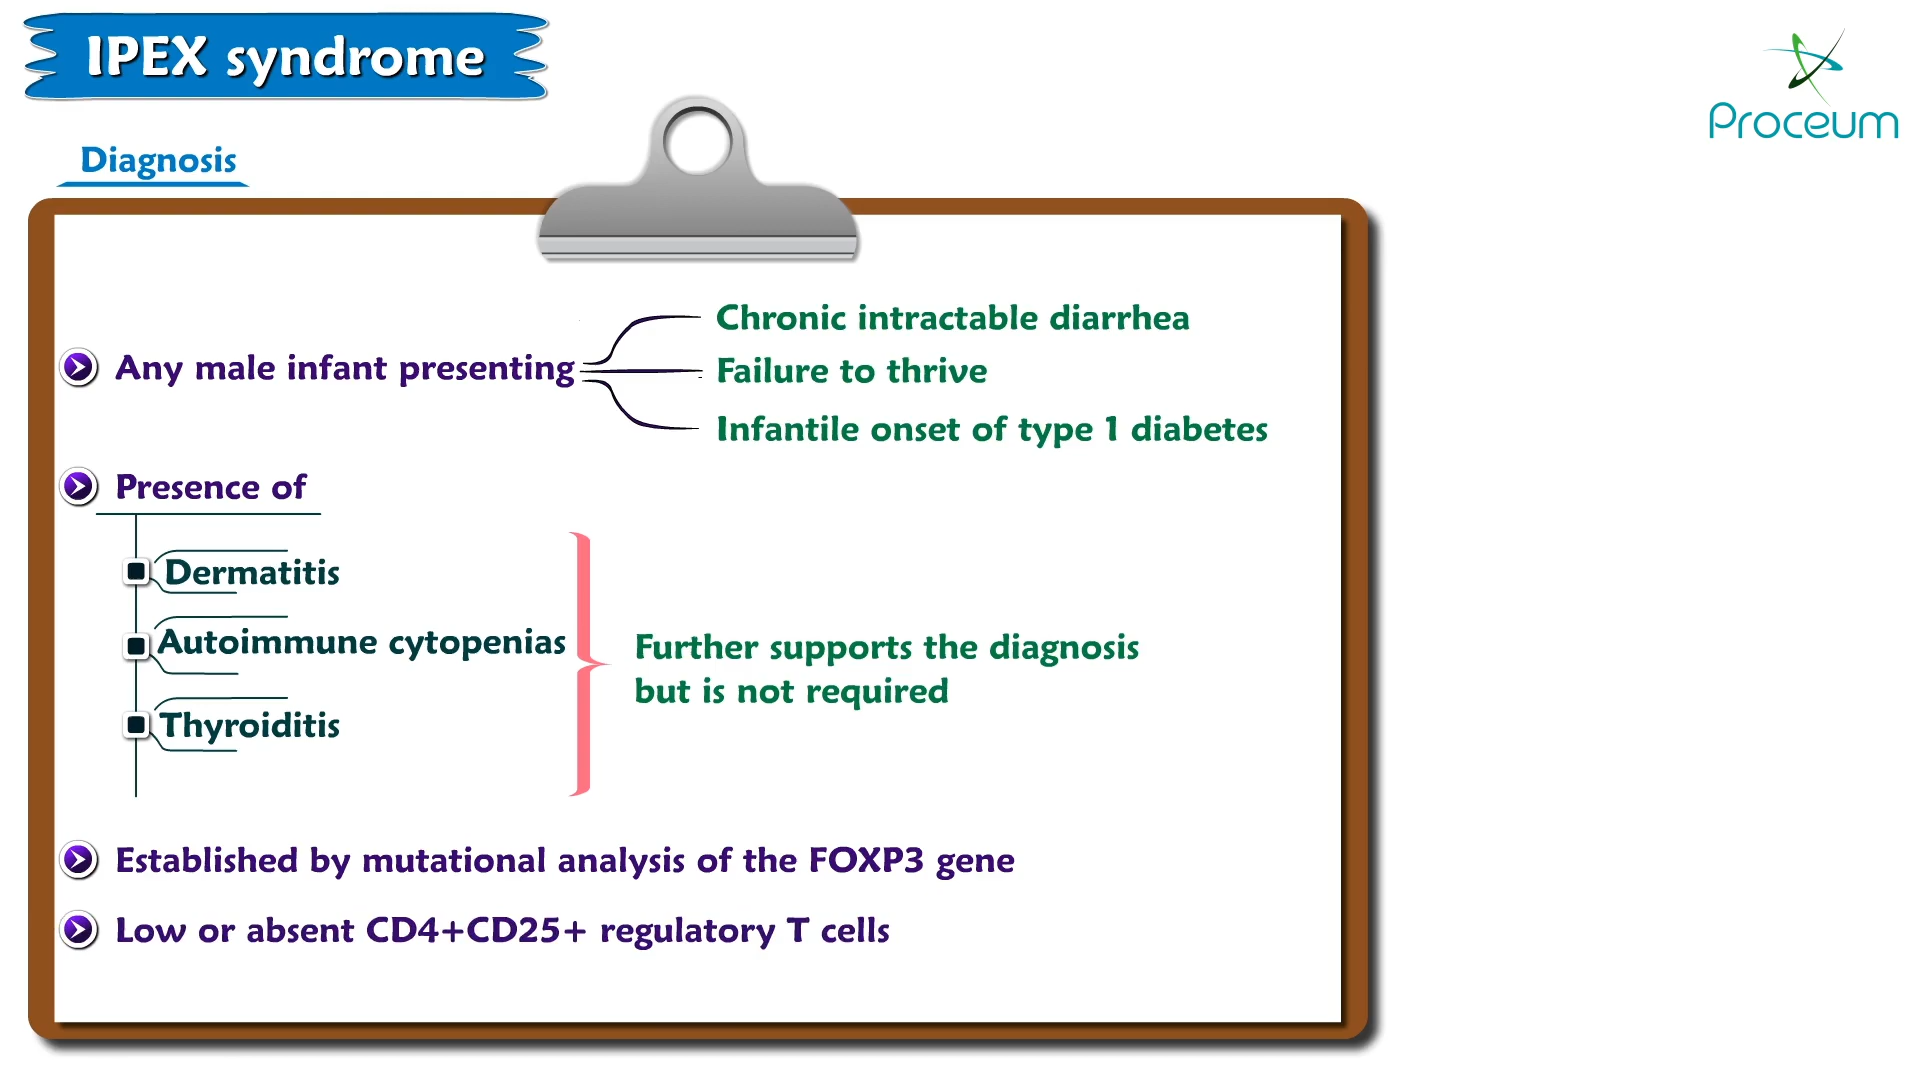 IPEX syndrome
Proceum
Diagnosis
Any male infant presenting
Chronic intractable diarrhea
Failure to thrive
Infantile onset of type 1 diabetes
Presence of
Dermatitis
Autoimmune cytopenias
Thyroiditis
Further supports the diagnosis
but is not required
Established by mutational analysis of the FOXP3 gene
Low or absent CD4+CD25+ regulatory T cells